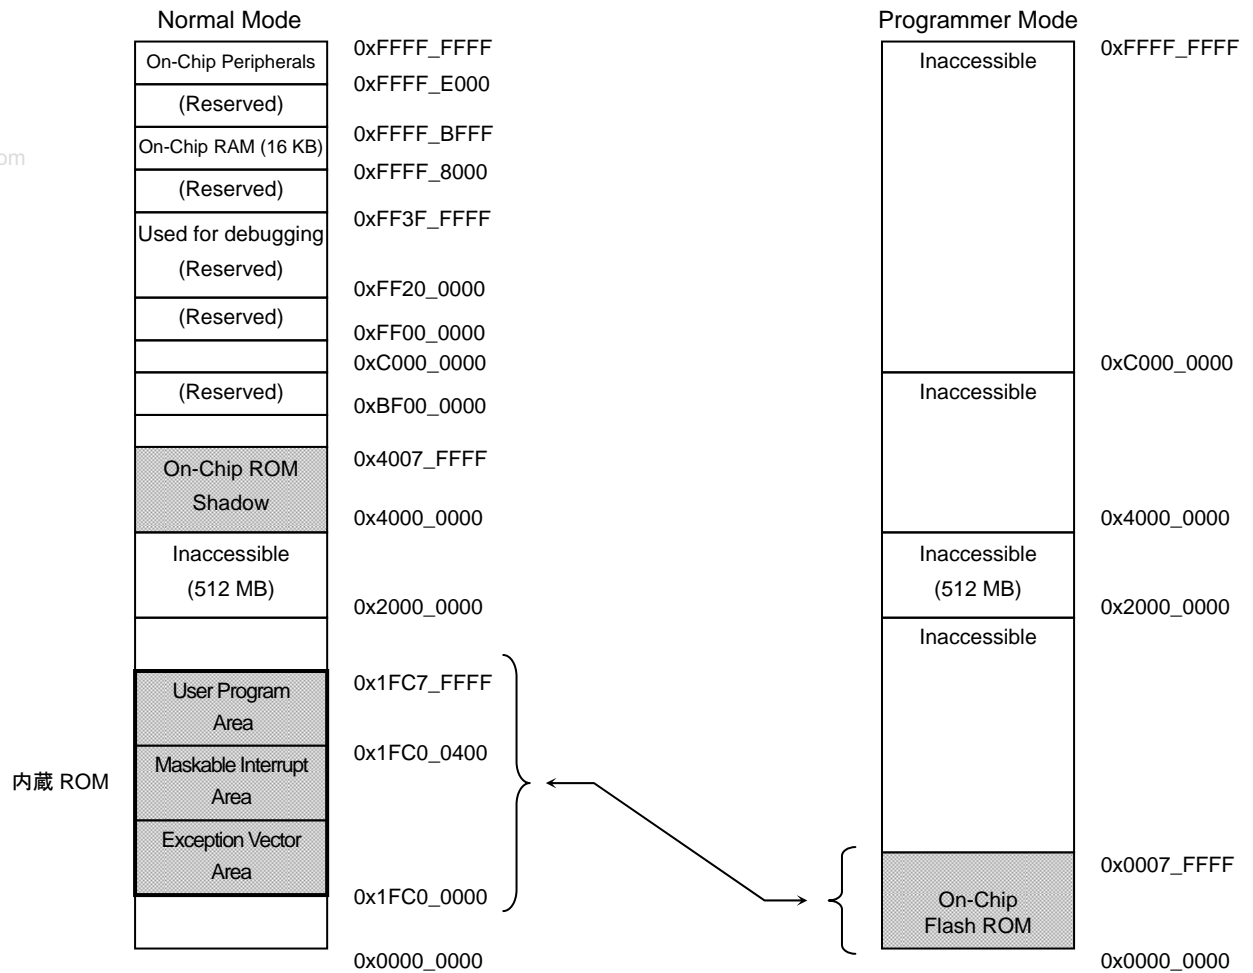 Normal Mode
0xFFFF_FFFF
On-Chip Peripherals
0xFFFF_E000
(Reserved)
0xFFFF_BFFF
On-Chip RAM (16 KB)
0xFFFF_8000
(Reserved)
0xFF3F_FFFF
Used for debugging
(Reserved)
0xFF20_0000
(Reserved)
0xFF00_0000
0xC000_0000
(Reserved)
0xBF00_0000
0x4007_FFFF
On-Chip ROM
Shadow
0x4000_0000
Inaccessible
(512 MB)
0x2000_0000
0x1FC7_FFFF
User Program
Area
0x1FC0_0400
Maskable Interrupt
Area
内蔵 ROM
Exception Vector
Area
0x1FC0_0000
0x0000_0000
Programmer Mode
0xFFFF_FFFF
Inaccessible
0xC000_0000
Inaccessible
0x4000_0000
Inaccessible
(512 MB)
0x2000_0000
Inaccessible
0x0007_FFFF
On-Chip
Flash ROM
0x0000_0000
om